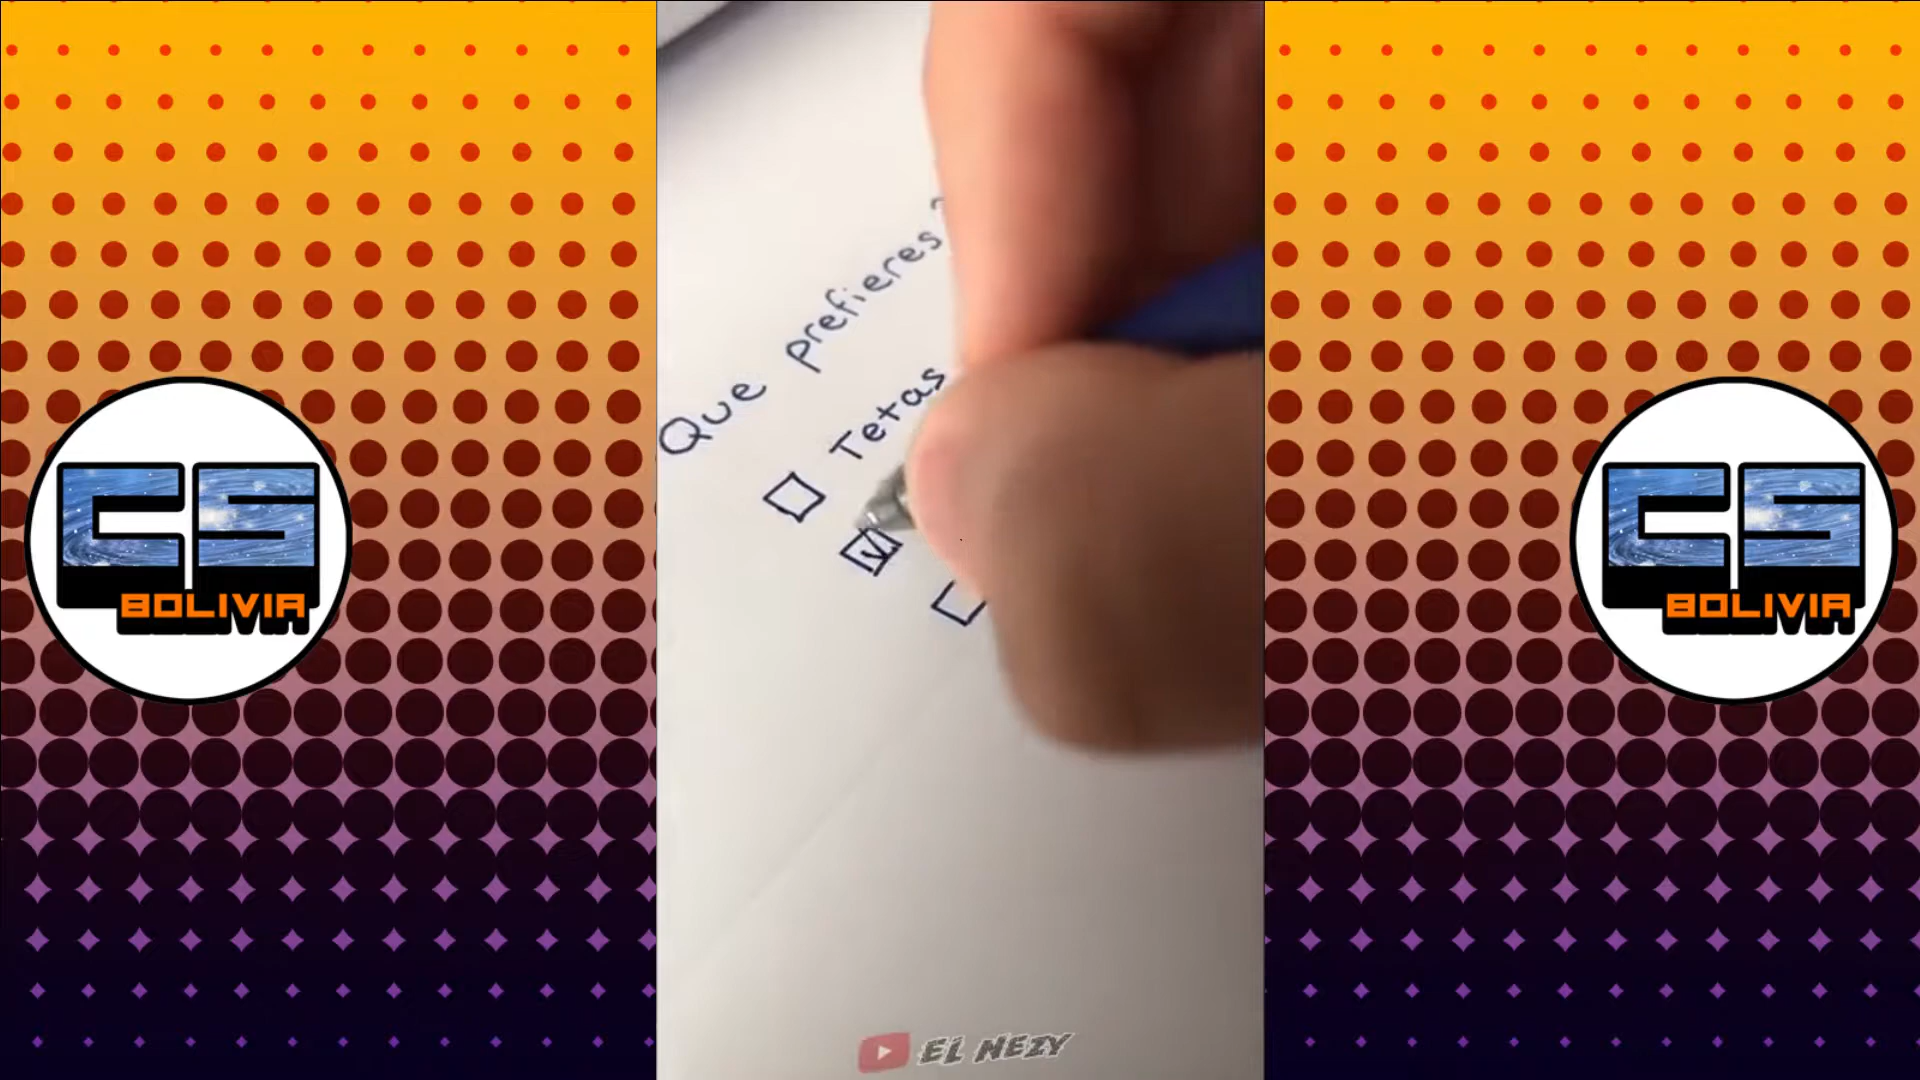 Que prefieres?
Tetas
CS
BOLIVIA
CS
BOLIVIA
EL NEZY